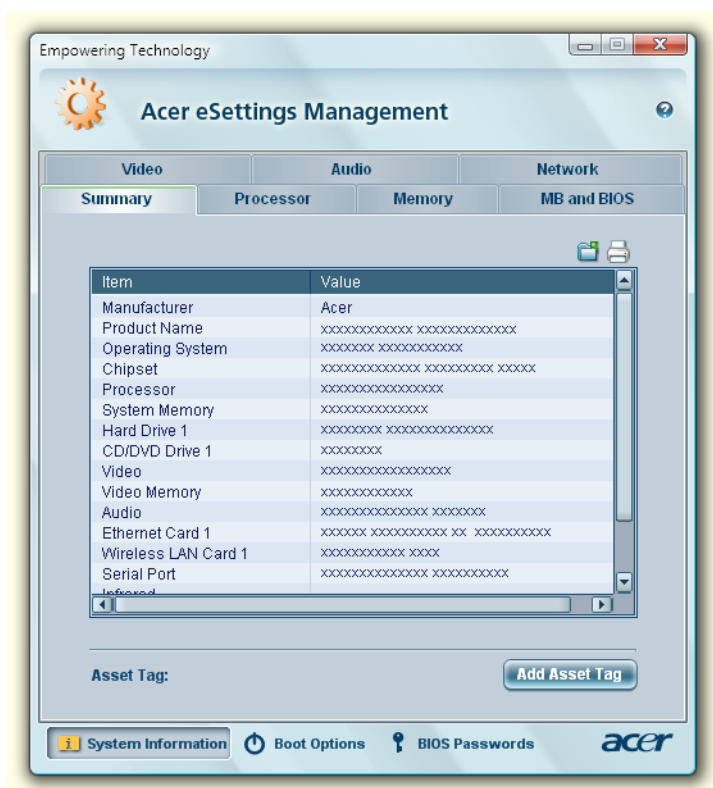 Empowering Technology
Acer eSettings Management
Video Audio Network
Summary Processor Memory MB and BIOS
Item Value
Manufacturer Acer
Product Name xxxxxxxxxxxx xxxxxxxxxxxxx
Operating System xxxxxxx xxxxxxxxxxx
Chipset xxxxxxxxxxxxx xxxxxxxxx xxxxx
Processor xxxxxxxxxxxxxxxx
System Memory xxxxxxxxxxxxxx
Hard Drive 1 xxxxxxxx xxxxxxxxxxxxxx
CD/DVD Drive 1 xxxxxxxx
Video xxxxxxxxxxxxxxxxx
Video Memory xxxxxxxxxxxx
Audio xxxxxxxxxxxxxx xxxxxxx
Ethernet Card 1 xxxxxx xxxxxxxxxx xx xxxxxxxxxx
Wireless LAN Card 1 xxxxxxxxxxx xxxx
Serial Port xxxxxxxxxxxxxx xxxxxxxxxx
Infrared
Asset Tag: Add Asset Tag
System Information Boot Options BIOS Passwords acer